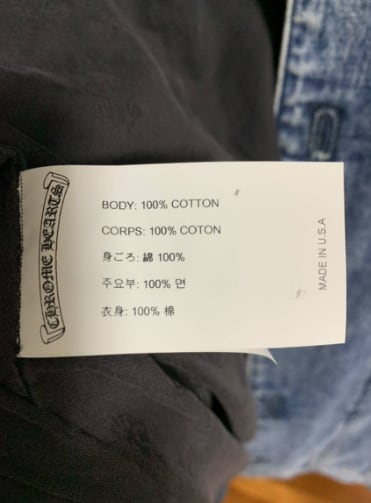 CHROME HEARTS
BODY: 100% COTTON
CORPS: 100% COTON
身ごろ: 綿 100%
주요부: 100% 면
衣身: 100% 棉
MADE IN U.S.A